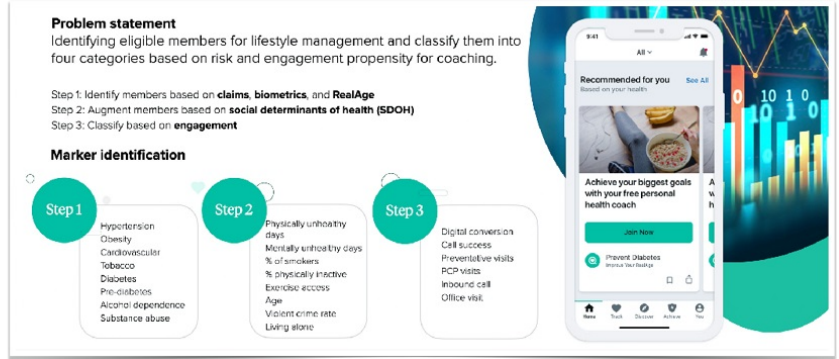 Problem statement
Identifying eligible members for lifestyle management and classify them into
four categories based on risk and engagement propensity for coaching.
Step 1: Identify members based on claims, biometrics, and RealAge
Step 2: Augment members based on social determinants of health (SDOH)
Step 3: Classify based on engagement
Marker identification
Step 1
Hypertension
Obesity
Cardiovascular
Tobacco
Diabetes
Pre-diabetes
Alcohol dependence
Substance abuse
Step 2
Physically unhealthy
days
Mentally unhealthy days
% of smokers
% physically inactive
Exercise access
Age
Violent crime rate
Living alone
Step 3
Digital conversion
Call success
Preventative visits
PCP visits
Inbound call
Office visit
9:41
All
Recommended for you
See All
Based on your health
Achieve your biggest goals
with your free personal
health coach
Join Now
Prevent Diabetes
Improve Your RealAge
Home
Track
Discover
Achieve
You